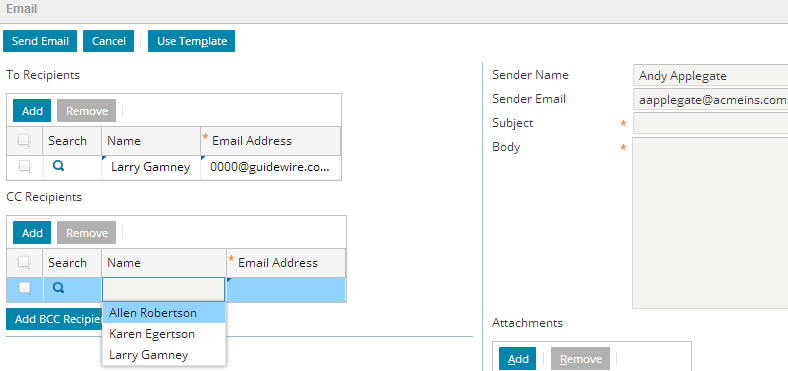 Email
Send Email Cancel Use Template
To Recipients
Add Remove
Search Name * Email Address
Larry Gamney 0000@guidewire.co...
CC Recipients
Add Remove
Search Name * Email Address
Allen Robertson
Karen Egertson
Larry Gamney
Add BCC Recipien
Sender Name Andy Applegate
Sender Email aapplegate@acmeins.com
Subject *
Body *
Attachments
Add Remove